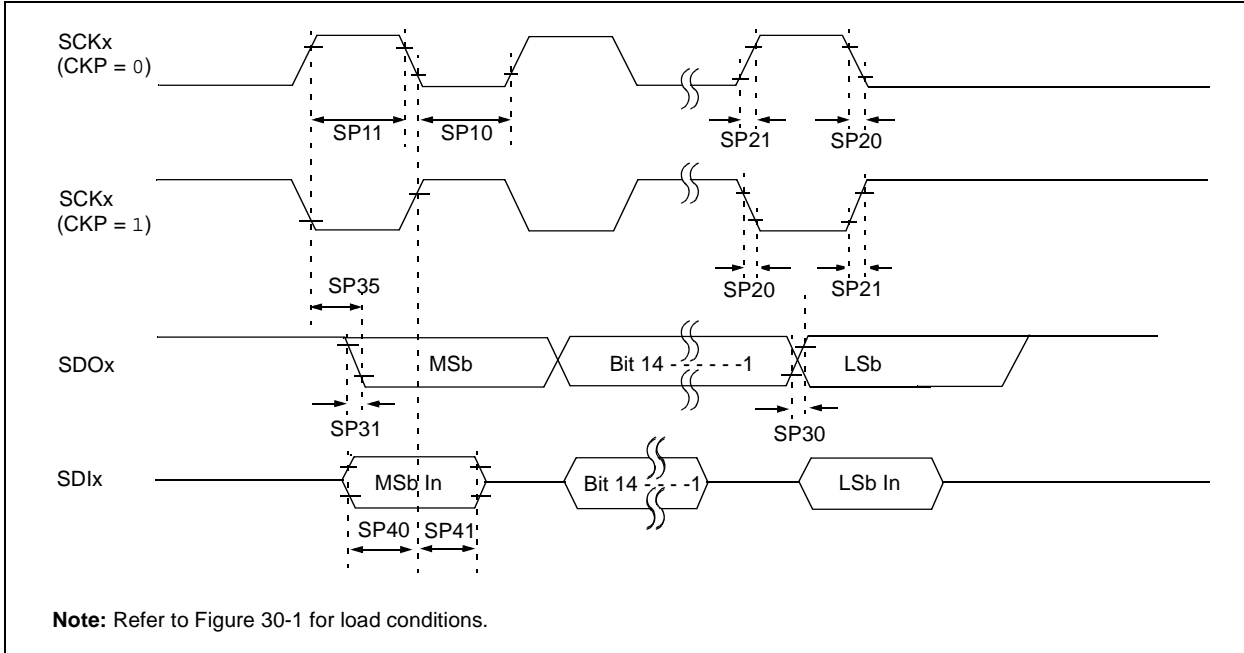 SCKx
(CKP = 0)
SP11
SP10
SP21
SP20
SCKx
(CKP = 1)
SP35
SP20
SP21
SDOx
MSb
Bit 14 - - - - - -1
LSb
SP31
SP30
SDIx
MSb In
Bit 14 - - - - -1
LSb In
SP40
SP41
Note: Refer to Figure 30-1 for load conditions.